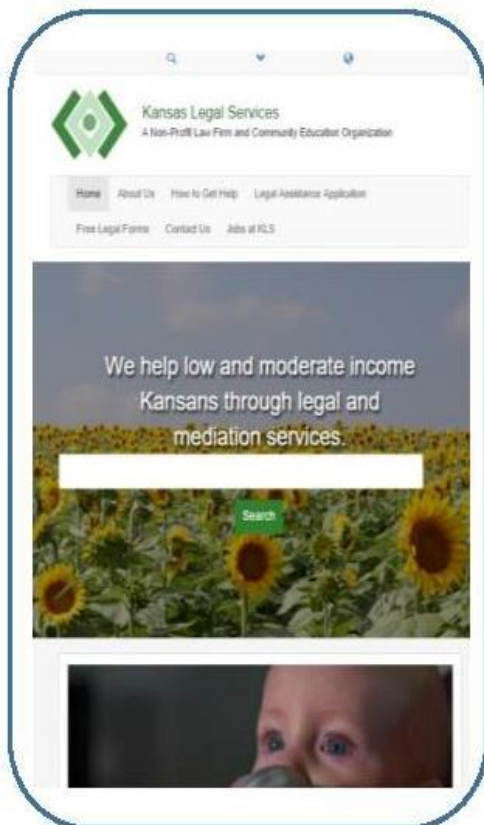 Kansas Legal Services
A Non-Profit Law Firm and Community Education Organization
Home About Us How to Get Help Legal Assistance Application
Free Legal Forms Contact Us Jobs at KLS
We help low and moderate income
Kansans through legal and
mediation services.
Search